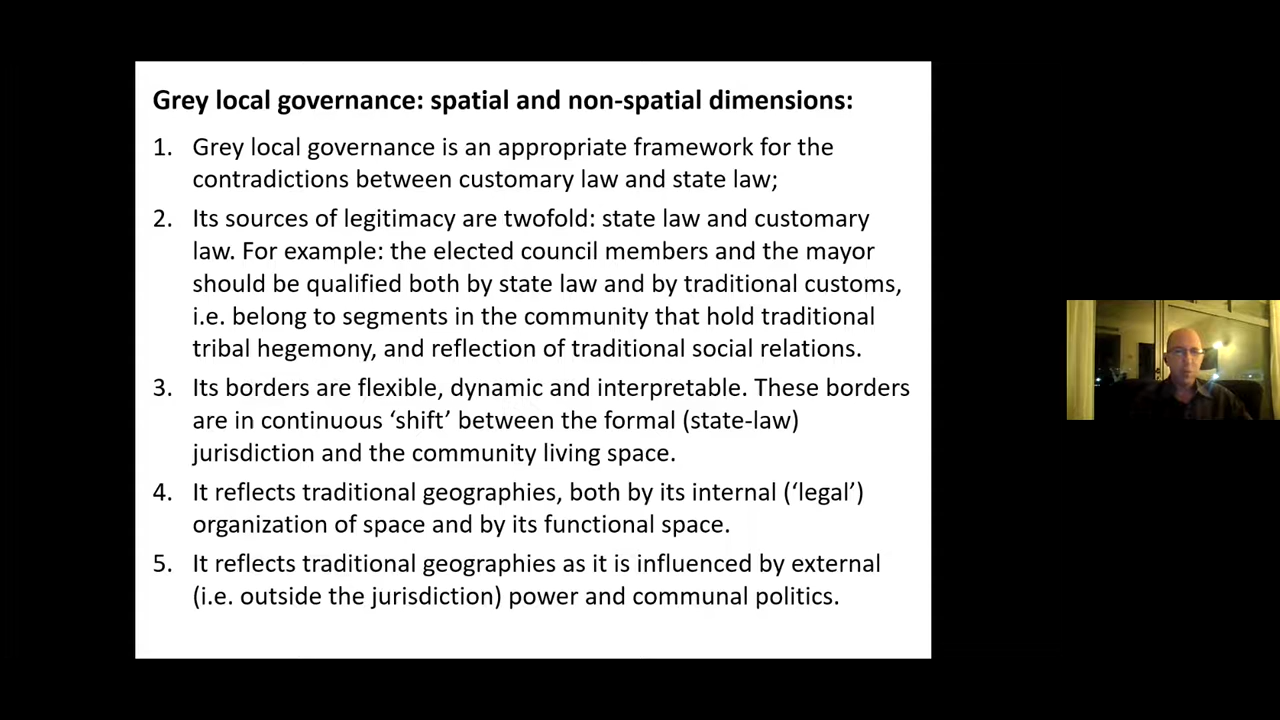 Grey local governance: spatial and non-spatial dimensions:
1. Grey local governance is an appropriate framework for the
contradictions between customary law and state law;
2. Its sources of legitimacy are twofold: state law and customary
law. For example: the elected council members and the mayor
should be qualified both by state law and by traditional customs,
i.e. belong to segments in the community that hold traditional
tribal hegemony, and reflection of traditional social relations.
3. Its borders are flexible, dynamic and interpretable. These borders
are in continuous ‘shift’ between the formal (state-law)
jurisdiction and the community living space.
4. It reflects traditional geographies, both by its internal (‘legal’)
organization of space and by its functional space.
5. It reflects traditional geographies as it is influenced by external
(i.e. outside the jurisdiction) power and communal politics.